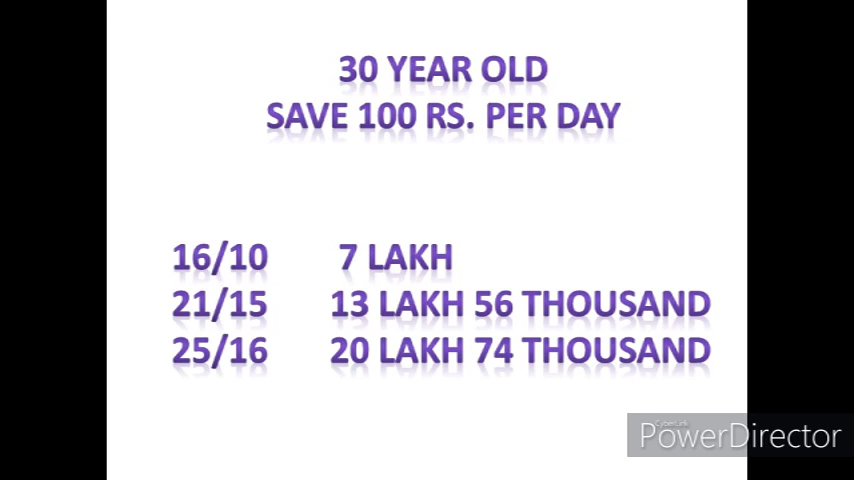 30 YEAR OLD
SAVE 100 RS. PER DAY
16/10 7 LAKH
21/15 13 LAKH 56 THOUSAND
25/16 20 LAKH 74 THOUSAND
CyberLink
PowerDirector